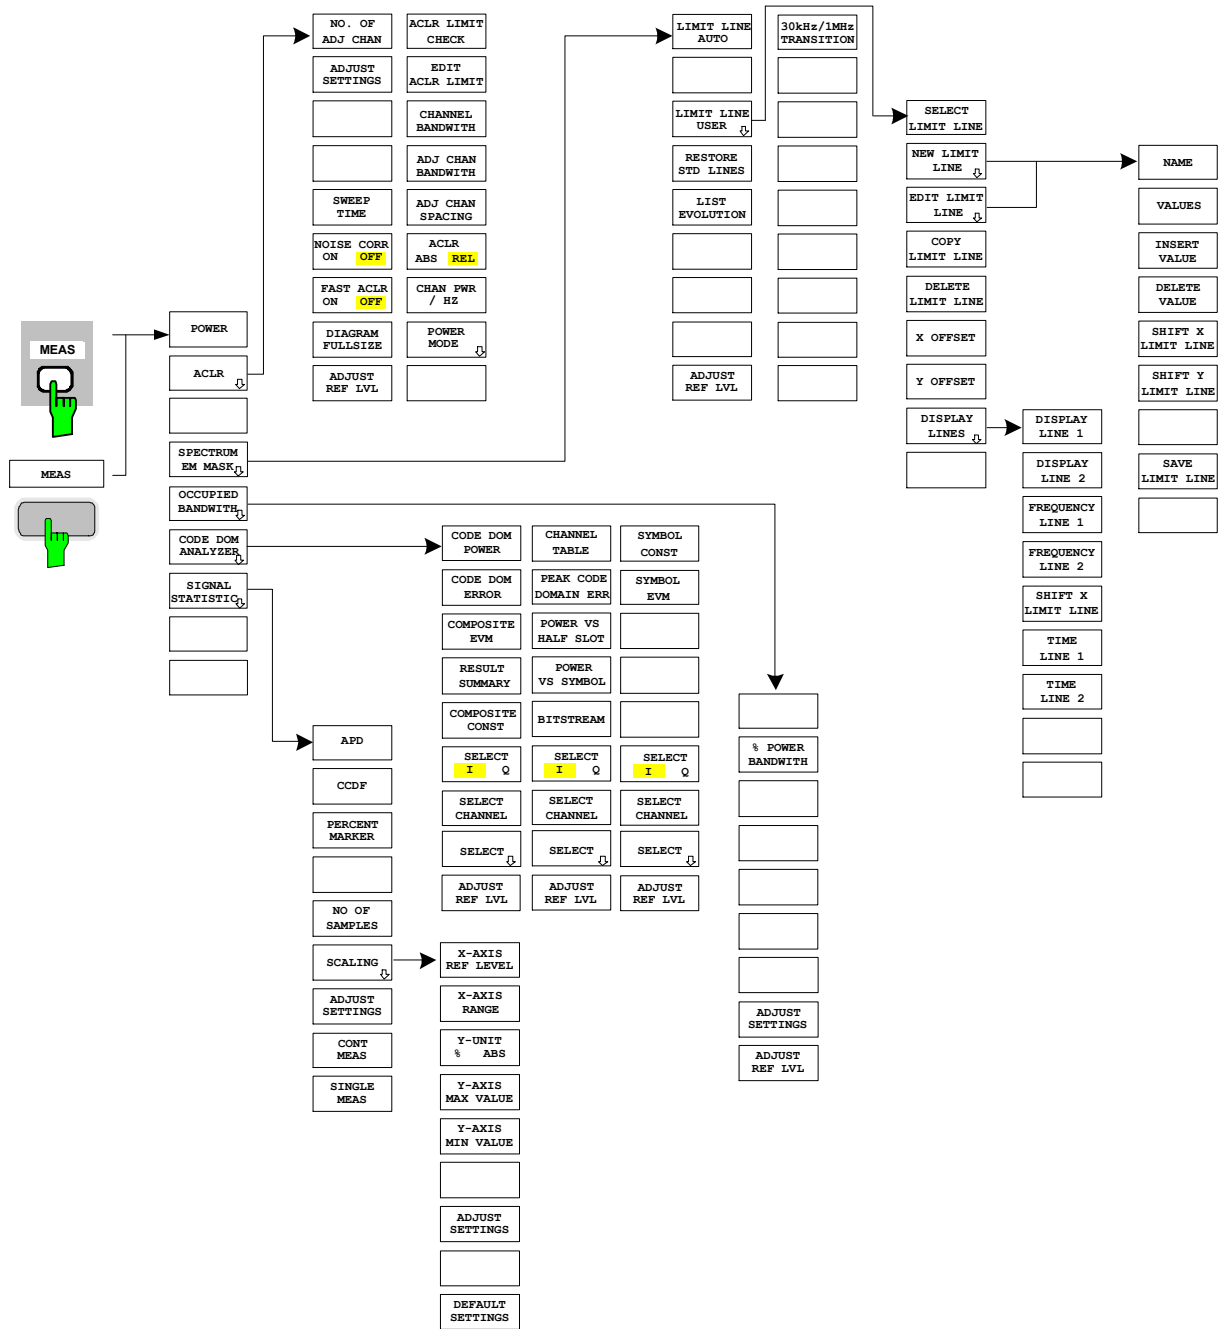 MEAS
MEAS
POWER
ACLR
SPECTRUM
EM MASK
OCCUPIED
BANDWITH
CODE DOM
ANALYZER
SIGNAL
STATISTIC
NO. OF
ADJ CHAN
ADJUST
SETTINGS
SWEEP
TIME
NOISE CORR
ON OFF
FAST ACLR
ON OFF
DIAGRAM
FULLSIZE
ADJUST
REF LVL
ACLR LIMIT
CHECK
EDIT
ACLR LIMIT
CHANNEL
BANDWITH
ADJ CHAN
BANDWITH
ADJ CHAN
SPACING
ACLR
ABS REL
CHAN PWR
/ HZ
POWER
MODE
LIMIT LINE
AUTO
LIMIT LINE
USER
RESTORE
STD LINES
LIST
EVOLUTION
ADJUST
REF LVL
30kHz/1MHz
TRANSITION
SELECT
LIMIT LINE
NEW LIMIT
LINE
EDIT LIMIT
LINE
COPY
LIMIT LINE
DELETE
LIMIT LINE
X OFFSET
Y OFFSET
DISPLAY
LINES
NAME
VALUES
INSERT
VALUE
DELETE
VALUE
SHIFT X
LIMIT LINE
SHIFT Y
LIMIT LINE
SAVE
LIMIT LINE
DISPLAY
LINE 1
DISPLAY
LINE 2
FREQUENCY
LINE 1
FREQUENCY
LINE 2
SHIFT X
LIMIT LINE
TIME
LINE 1
TIME
LINE 2
CODE DOM
POWER
CODE DOM
ERROR
COMPOSITE
EVM
RESULT
SUMMARY
COMPOSITE
CONST
SELECT
I Q
SELECT
CHANNEL
SELECT
ADJUST
REF LVL
CHANNEL
TABLE
PEAK CODE
DOMAIN ERR
POWER VS
HALF SLOT
POWER
VS SYMBOL
BITSTREAM
SELECT
I Q
SELECT
CHANNEL
SELECT
ADJUST
REF LVL
SYMBOL
CONST
SYMBOL
EVM
SELECT
I Q
SELECT
CHANNEL
SELECT
ADJUST
REF LVL
% POWER
BANDWITH
ADJUST
SETTINGS
ADJUST
REF LVL
APD
CCDF
PERCENT
MARKER
NO OF
SAMPLES
SCALING
ADJUST
SETTINGS
CONT
MEAS
SINGLE
MEAS
X-AXIS
REF LEVEL
X-AXIS
RANGE
Y-UNIT
% ABS
Y-AXIS
MAX VALUE
Y-AXIS
MIN VALUE
ADJUST
SETTINGS
DEFAULT
SETTINGS